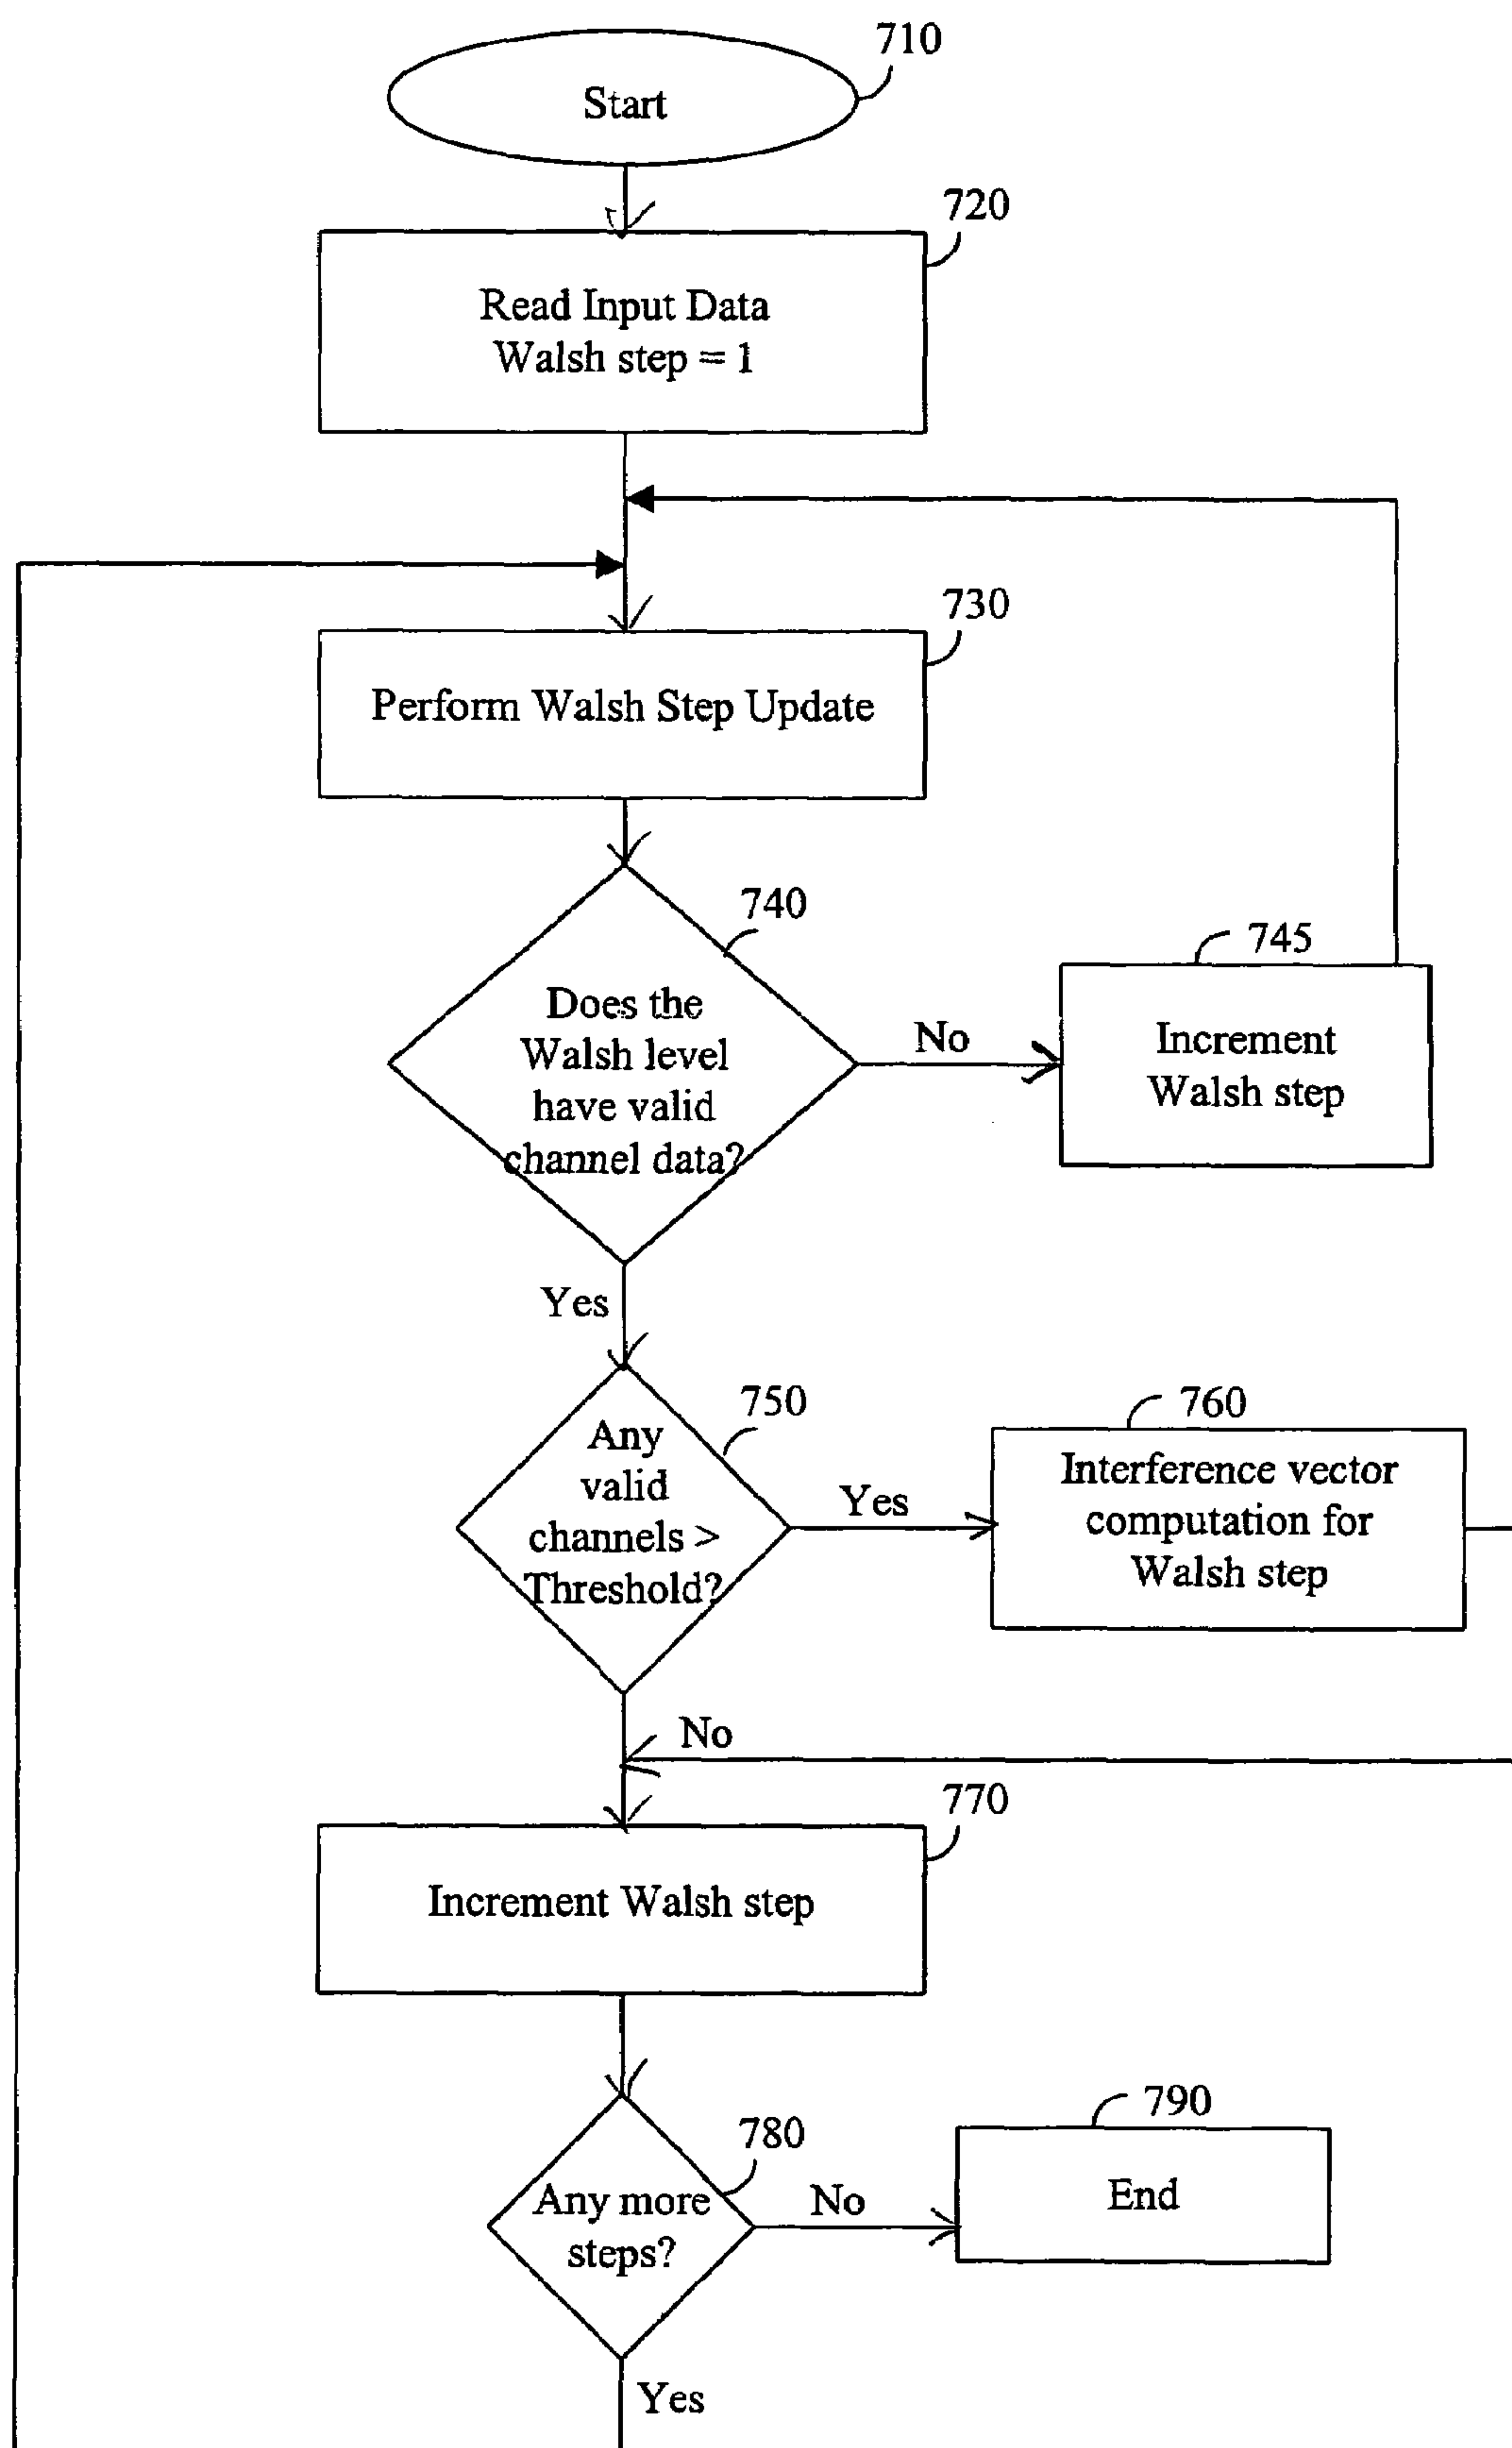 710
Start
720
Read Input Data
Walsh step = 1
730
Perform Walsh Step Update
740
Does the
Walsh level
have valid
channel data?
No
745
Increment
Walsh step
Yes
750
Any
valid
channels >
Threshold?
Yes
760
Interference vector
computation for
Walsh step
No
770
Increment Walsh step
780
Any more
steps?
No
790
End
Yes